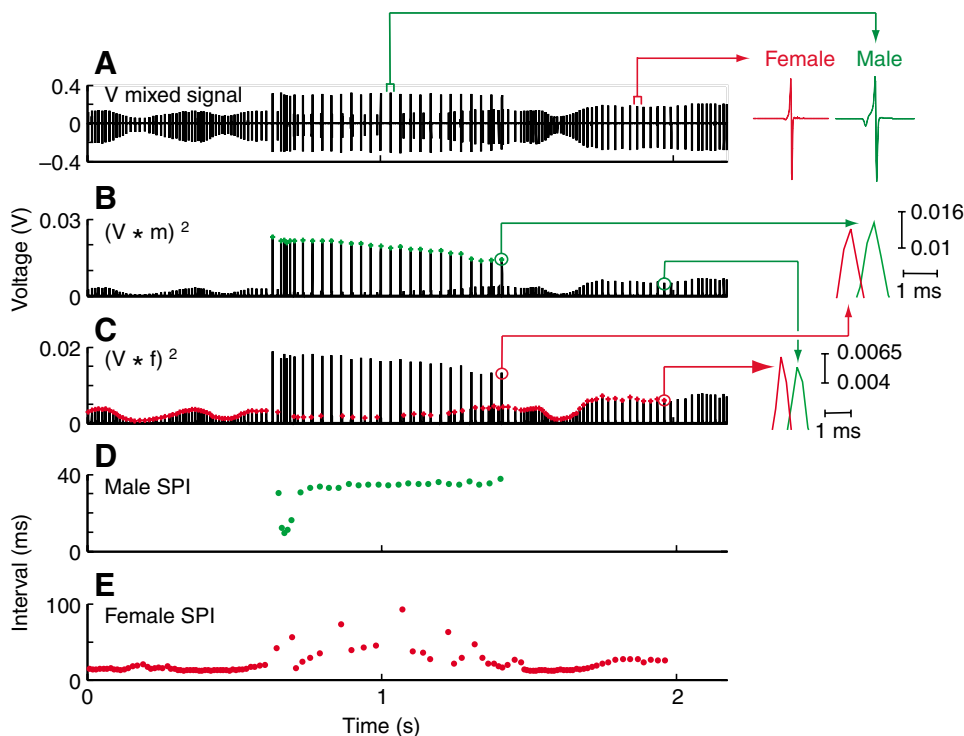 A
V mixed signal
0.4
0
–0.4
Female
Male
B
(V * m) 2
0.03
0
0.016
0.01
1 ms
Voltage (V)
C
(V * f) 2
0.02
0
0.0065
0.004
1 ms
D
Male SPI
40
0
Interval (ms)
E
Female SPI
100
0
0
1
2
Time (s)